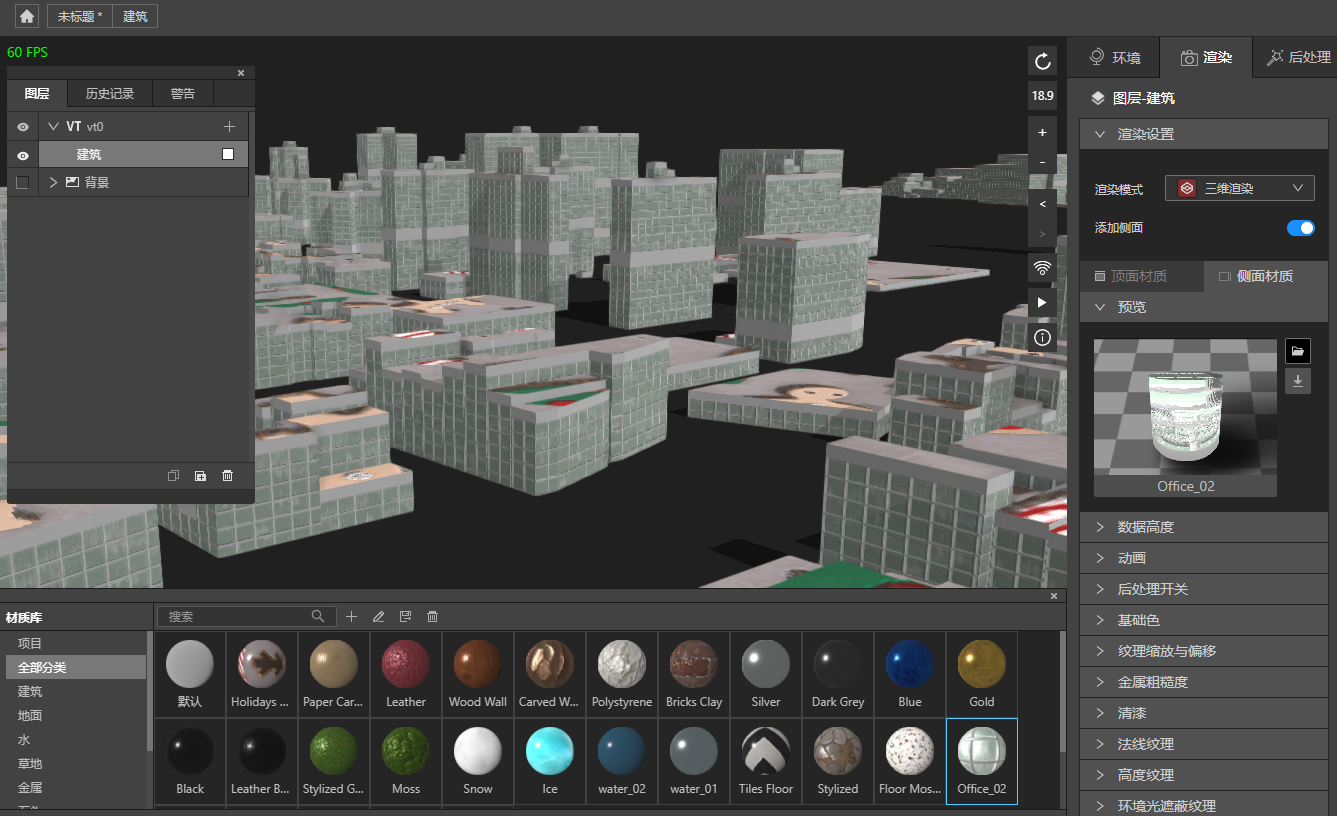 未标题 *
建筑
60 FPS
图层
历史记录
警告
VT vt0
建筑
背景
18.9
+
-
<
>
环境
渲染
后处理
图层-建筑
渲染设置
渲染模式
三维渲染
添加侧面
顶面材质
侧面材质
预览
Office_02
数据高度
动画
后处理开关
基础色
纹理缩放与偏移
金属粗糙度
清漆
法线纹理
高度纹理
环境光遮蔽纹理
材质库
项目
全部分类
建筑
地面
水
草地
金属
搜索
默认
Holidays ...
Paper Car...
Leather
Wood Wall
Carved W...
Polystyrene
Bricks Clay
Silver
Dark Grey
Blue
Gold
Black
Leather B...
Stylized G...
Moss
Snow
Ice
water_02
water_01
Tiles Floor
Stylized
Floor Mos...
Office_02